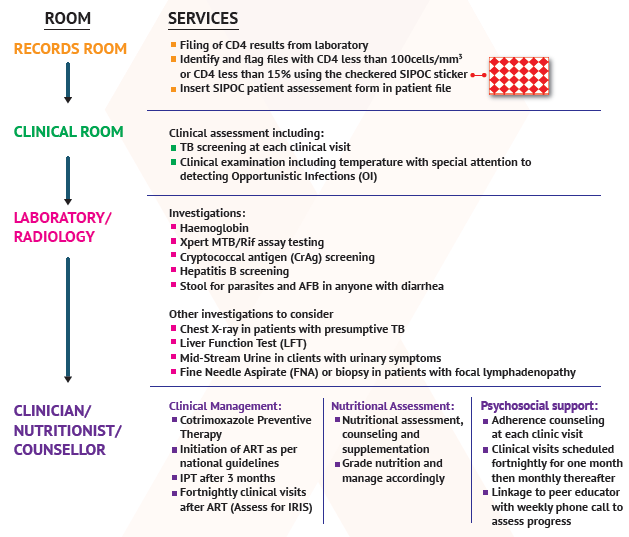 ROOM
SERVICES
RECORDS ROOM
Filing of CD4 results from laboratory
Identify and flag files with CD4 less than 100cells/mm³
or CD4 less than 15% using the checkered SIPOC sticker
Insert SIPOC patient assessement form in patient file
CLINICAL ROOM
Clinical assessment including:
TB screening at each clinical visit
Clinical examination including temperature with special attention to
detecting Opportunistic Infections (OI)
LABORATORY/
RADIOLOGY
Investigations:
Haemoglobin
Xpert MTB/Rif assay testing
Cryptococcal antigen (CrAg) screening
Hepatitis B screening
Stool for parasites and AFB in anyone with diarrhea
Other investigations to consider
Chest X-ray in patients with presumptive TB
Liver Function Test (LFT)
Mid-Stream Urine in clients with urinary symptoms
Fine Needle Aspirate (FNA) or biopsy in patients with focal lymphadenopathy
CLINICIAN/
NUTRITIONIST/
COUNSELLOR
Clinical Management:
Cotrimoxazole Preventive
Therapy
Initiation of ART as per
national guidelines
IPT after 3 months
Fortnightly clinical visits
after ART (Assess for IRIS)
Nutritional Assessment:
Nutritional assessment,
counseling and
supplementation
Grade nutrition and
manage accordingly
Psychosocial support:
Adherence counseling
at each clinic visit
Clinical visits scheduled
fortnightly for one month
then monthly thereafter
Linkage to peer educator
with weekly phone call to
assess progress